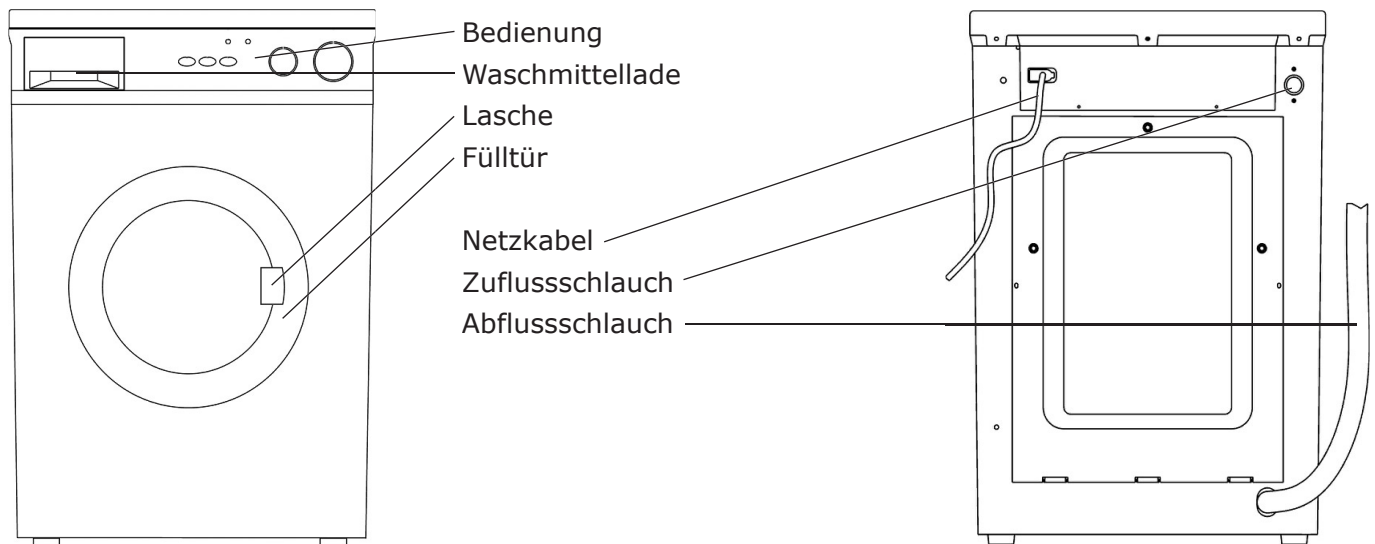 Bedienung
Waschmittellade
Lasche
Fülltür
Netzkabel
Zuflussschlauch
Abflussschlauch